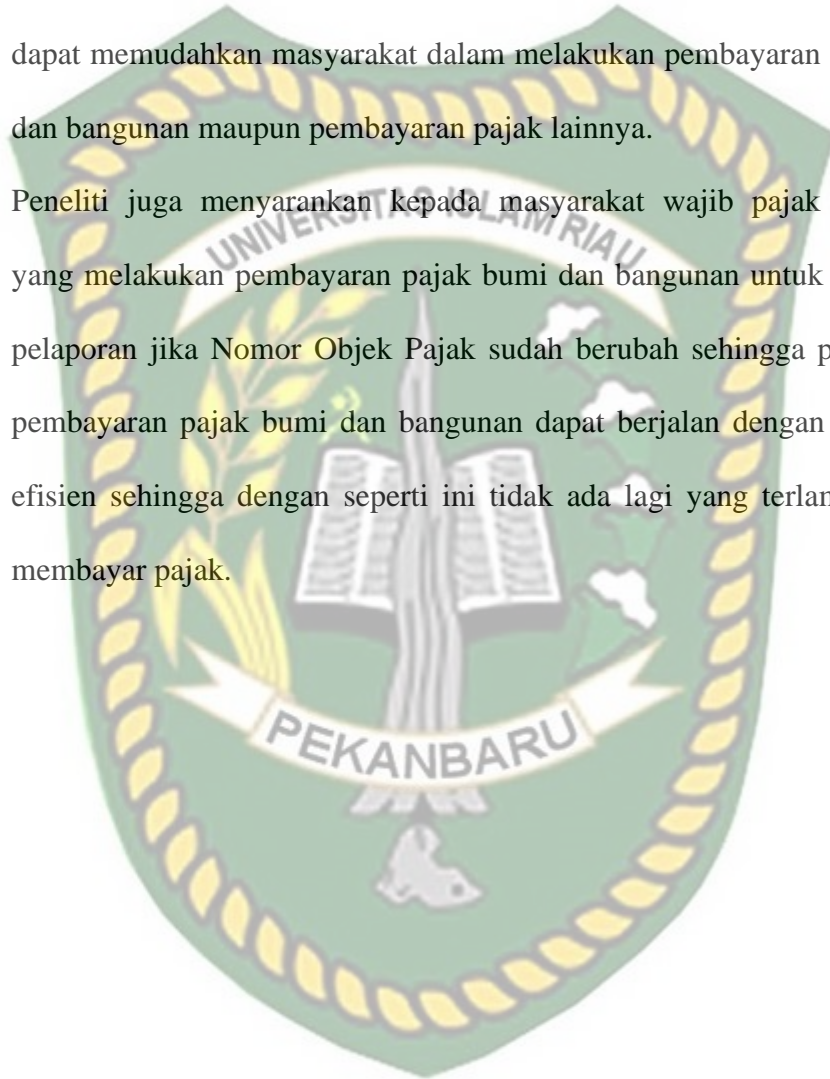 dapat memudahkan masyarakat dalam melakukan pembayaran
dan bangunan maupun pembayaran pajak lainnya.
Peneliti juga menyarankan kepada masyarakat wajib pajak
UNIVERSITAS ISLAM RIAU
yang melakukan pembayaran pajak bumi dan bangunan untuk
pelaporan jika Nomor Objek Pajak sudah berubah sehingga p
pembayaran pajak bumi dan bangunan dapat berjalan dengan
efisien sehingga dengan seperti ini tidak ada lagi yang terlan
membayar pajak.
PEKANBARU